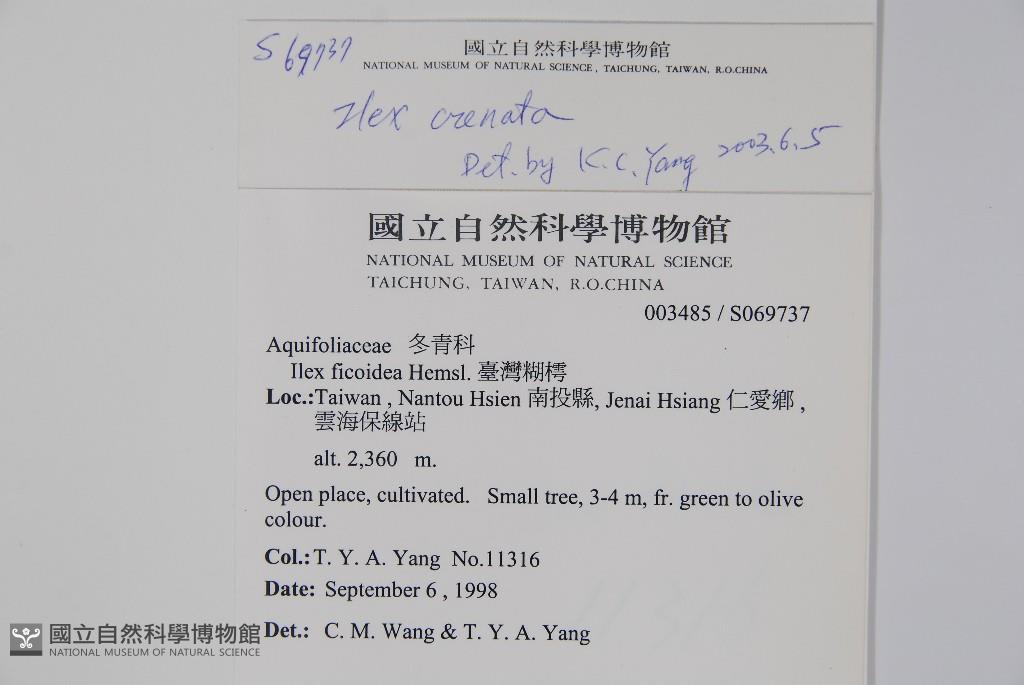 S 69737
國立自然科學博物館
NATIONAL MUSEUM OF NATURAL SCIENCE, TAICHUNG, TAIWAN, R.O.CHINA
Ilex crenata
Det. by K. C. Yang 2003.6.5
國立自然科學博物館
NATIONAL MUSEUM OF NATURAL SCIENCE
TAICHUNG, TAIWAN, R.O.CHINA
003485 / S069737
Aquifoliaceae 冬青科
Ilex ficoidea Hemsl. 臺灣糊樗
Loc.:Taiwan , Nantou Hsien 南投縣, Jenai Hsiang 仁愛鄉 ,
雲海保線站
alt. 2,360 m.
Open place, cultivated. Small tree, 3-4 m, fr. green to olive
colour.
Col.: T. Y. A. Yang No.11316
Date: September 6 , 1998
Det.: C. M. Wang & T. Y. A. Yang
國立自然科學博物館
NATIONAL MUSEUM OF NATURAL SCIENCE